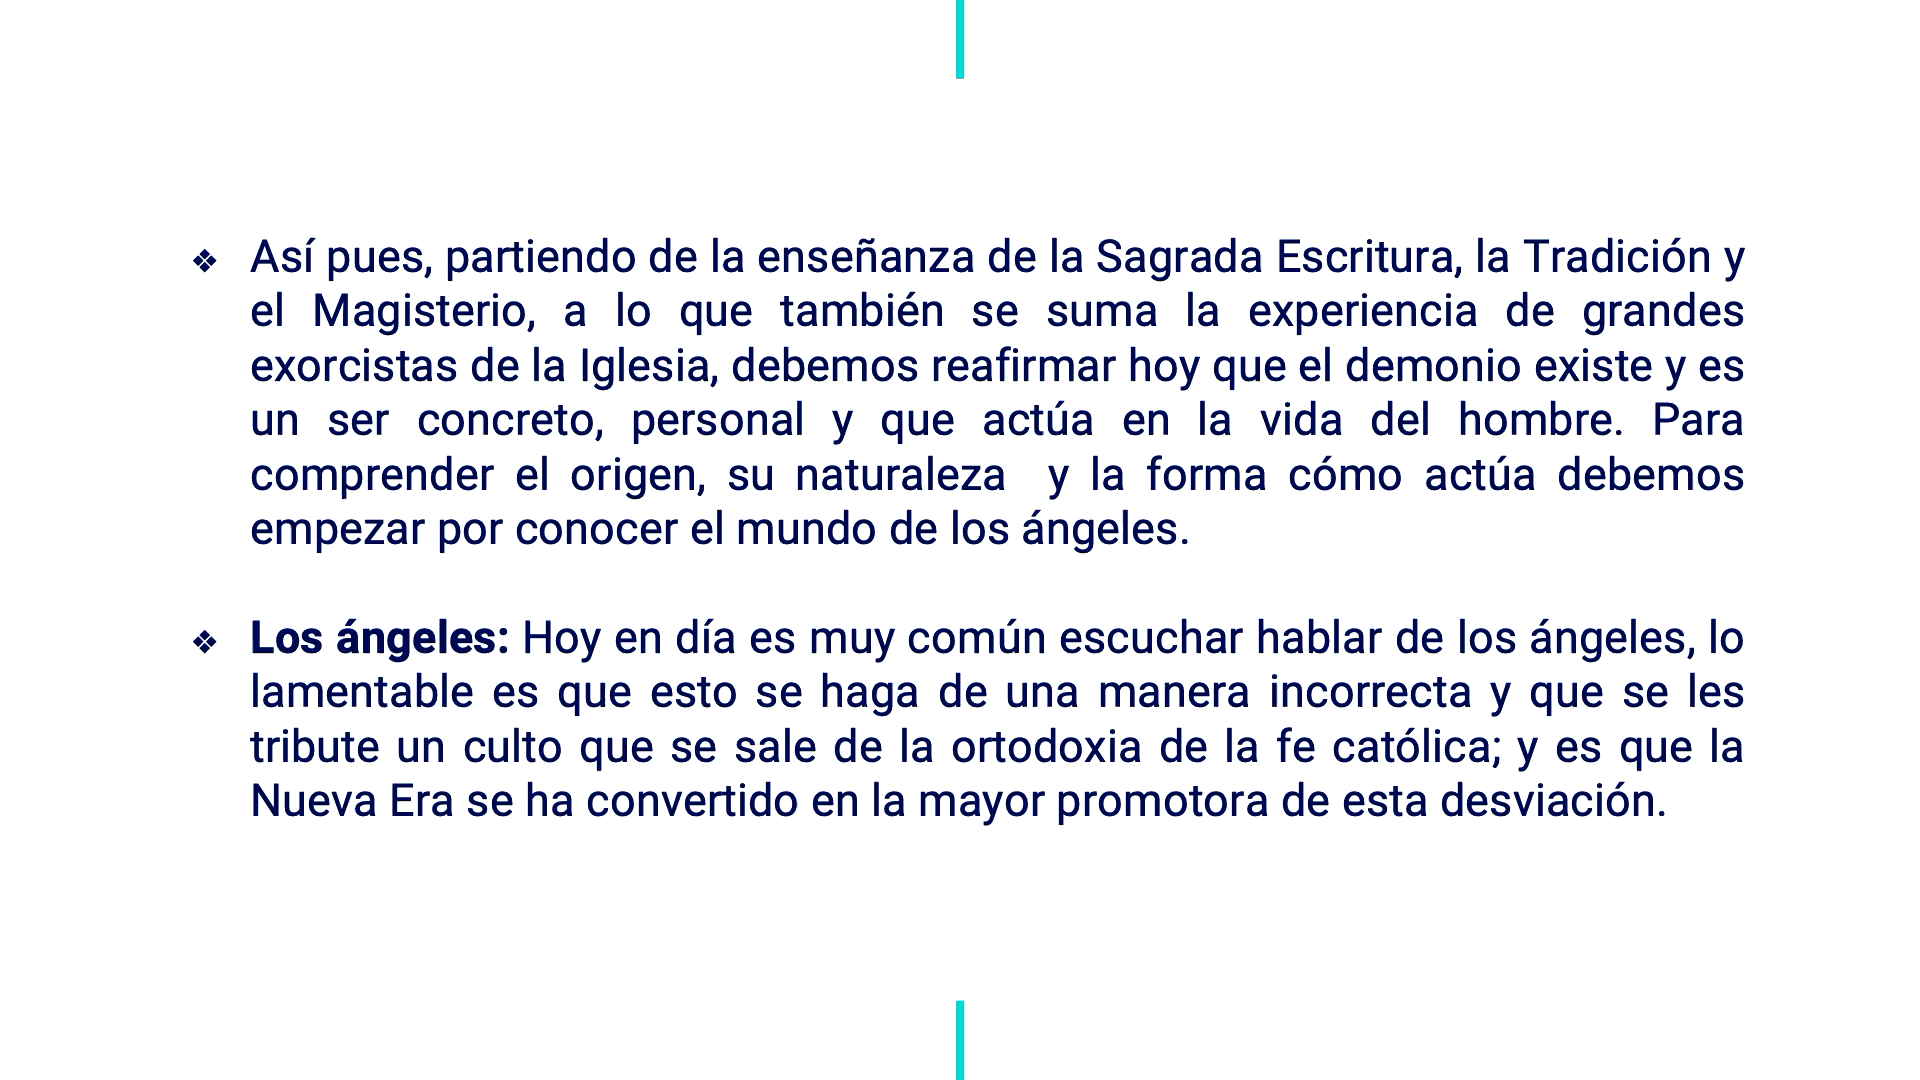 ❖ Así pues, partiendo de la enseñanza de la Sagrada Escritura, la Tradición y
el Magisterio, a lo que también se suma la experiencia de grandes
exorcistas de la Iglesia, debemos reafirmar hoy que el demonio existe y es
un ser concreto, personal y que actúa en la vida del hombre. Para
comprender el origen, su naturaleza  y la forma cómo actúa debemos
empezar por conocer el mundo de los ángeles.
❖ Los ángeles: Hoy en día es muy común escuchar hablar de los ángeles, lo
lamentable es que esto se haga de una manera incorrecta y que se les
tribute un culto que se sale de la ortodoxia de la fe católica; y es que la
Nueva Era se ha convertido en la mayor promotora de esta desviación.